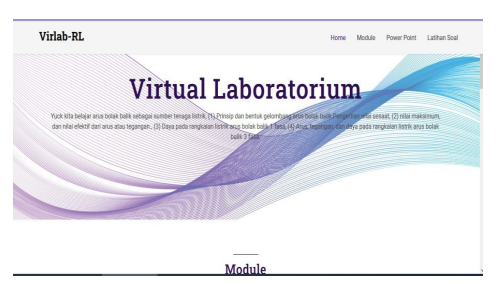 Virlab-RL
Home Module Power Point Latihan Soal
Virtual Laboratorium
Yuck kita belajar arus bolak balik sebagai sumber tenaga listrik, (1) Prinsip dan bentuk gelombang arus bolak balik Pengertian nilai sesaat, (2) nilai maksimum,
dan nilai efektif dari arus atau tegangan., (3) Daya pada rangkaian listrik arus bolak balik 1 fasa, (4) Arus, tegangan, dan daya pada rangkaian listrik arus bolak
balik 3 fasa,
Module